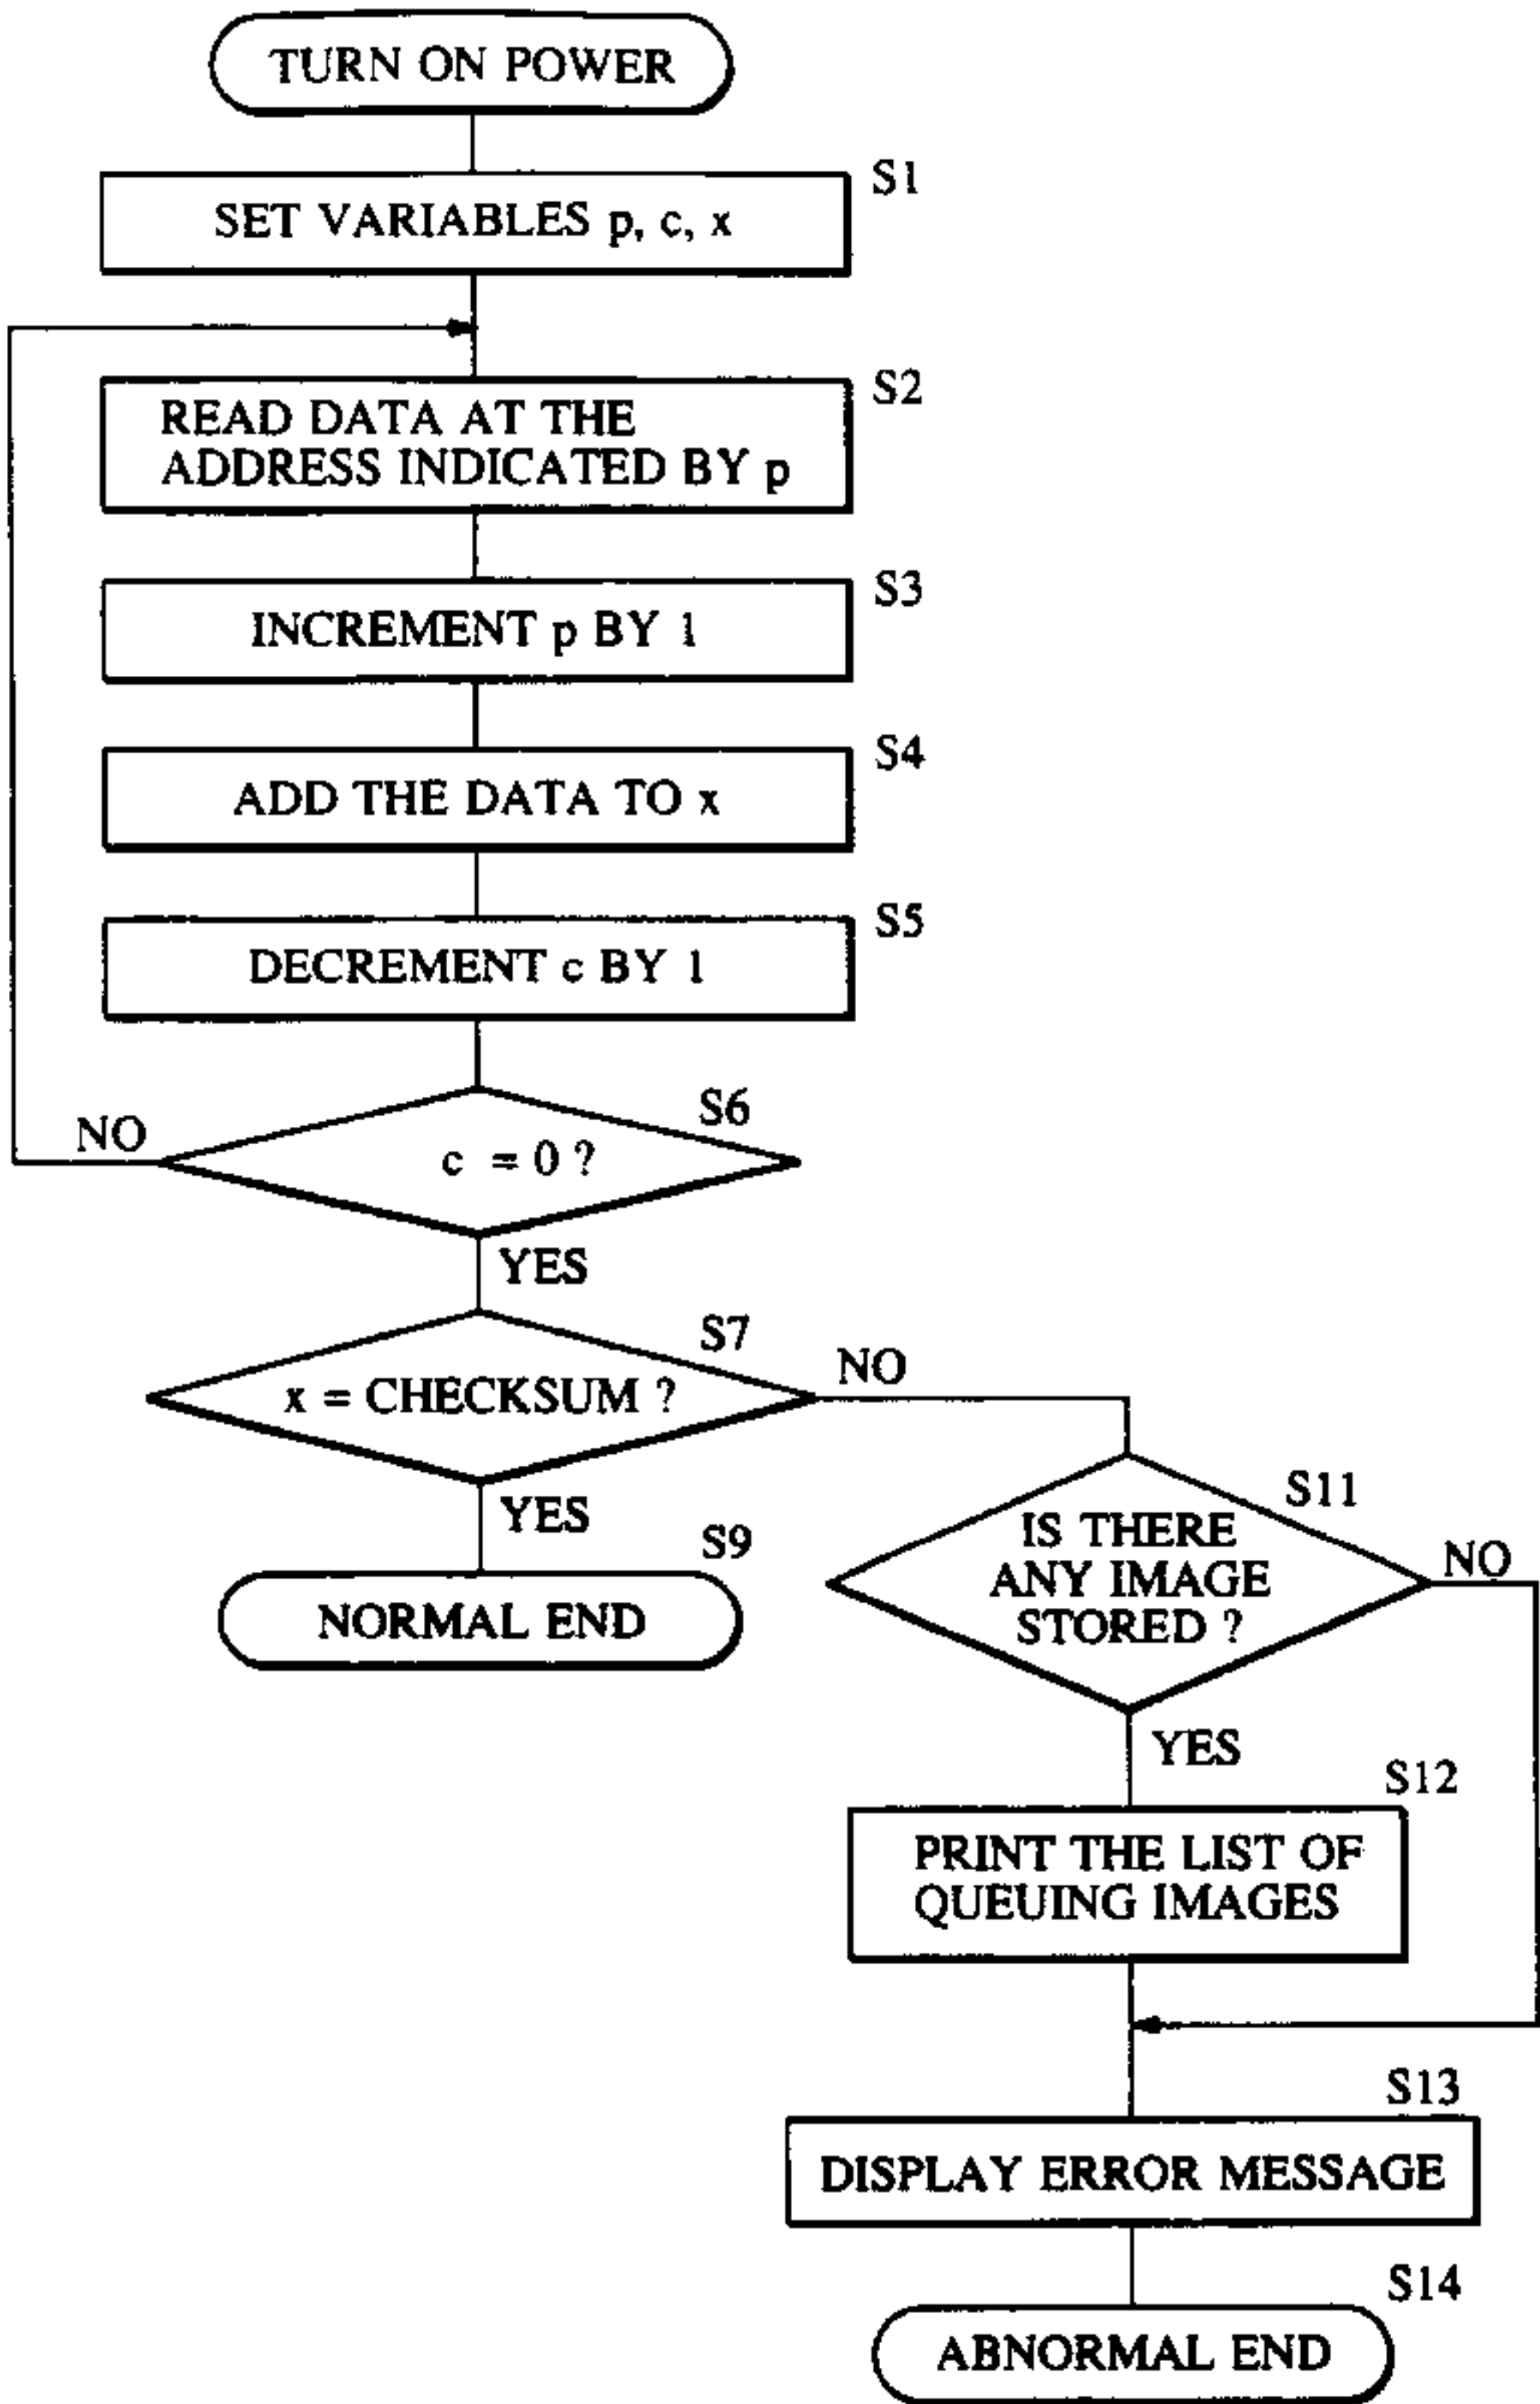 TURN ON POWER
S1
SET VARIABLES p, c, x
S2
READ DATA AT THE
ADDRESS INDICATED BY p
S3
INCREMENT p BY 1
S4
ADD THE DATA TO x
S5
DECREMENT c BY 1
S6
NO
c = 0 ?
YES
S7
NO
x = CHECKSUM ?
YES
S9
NORMAL END
S11
IS THERE
ANY IMAGE
STORED ?
NO
YES
S12
PRINT THE LIST OF
QUEUING IMAGES
S13
DISPLAY ERROR MESSAGE
S14
ABNORMAL END